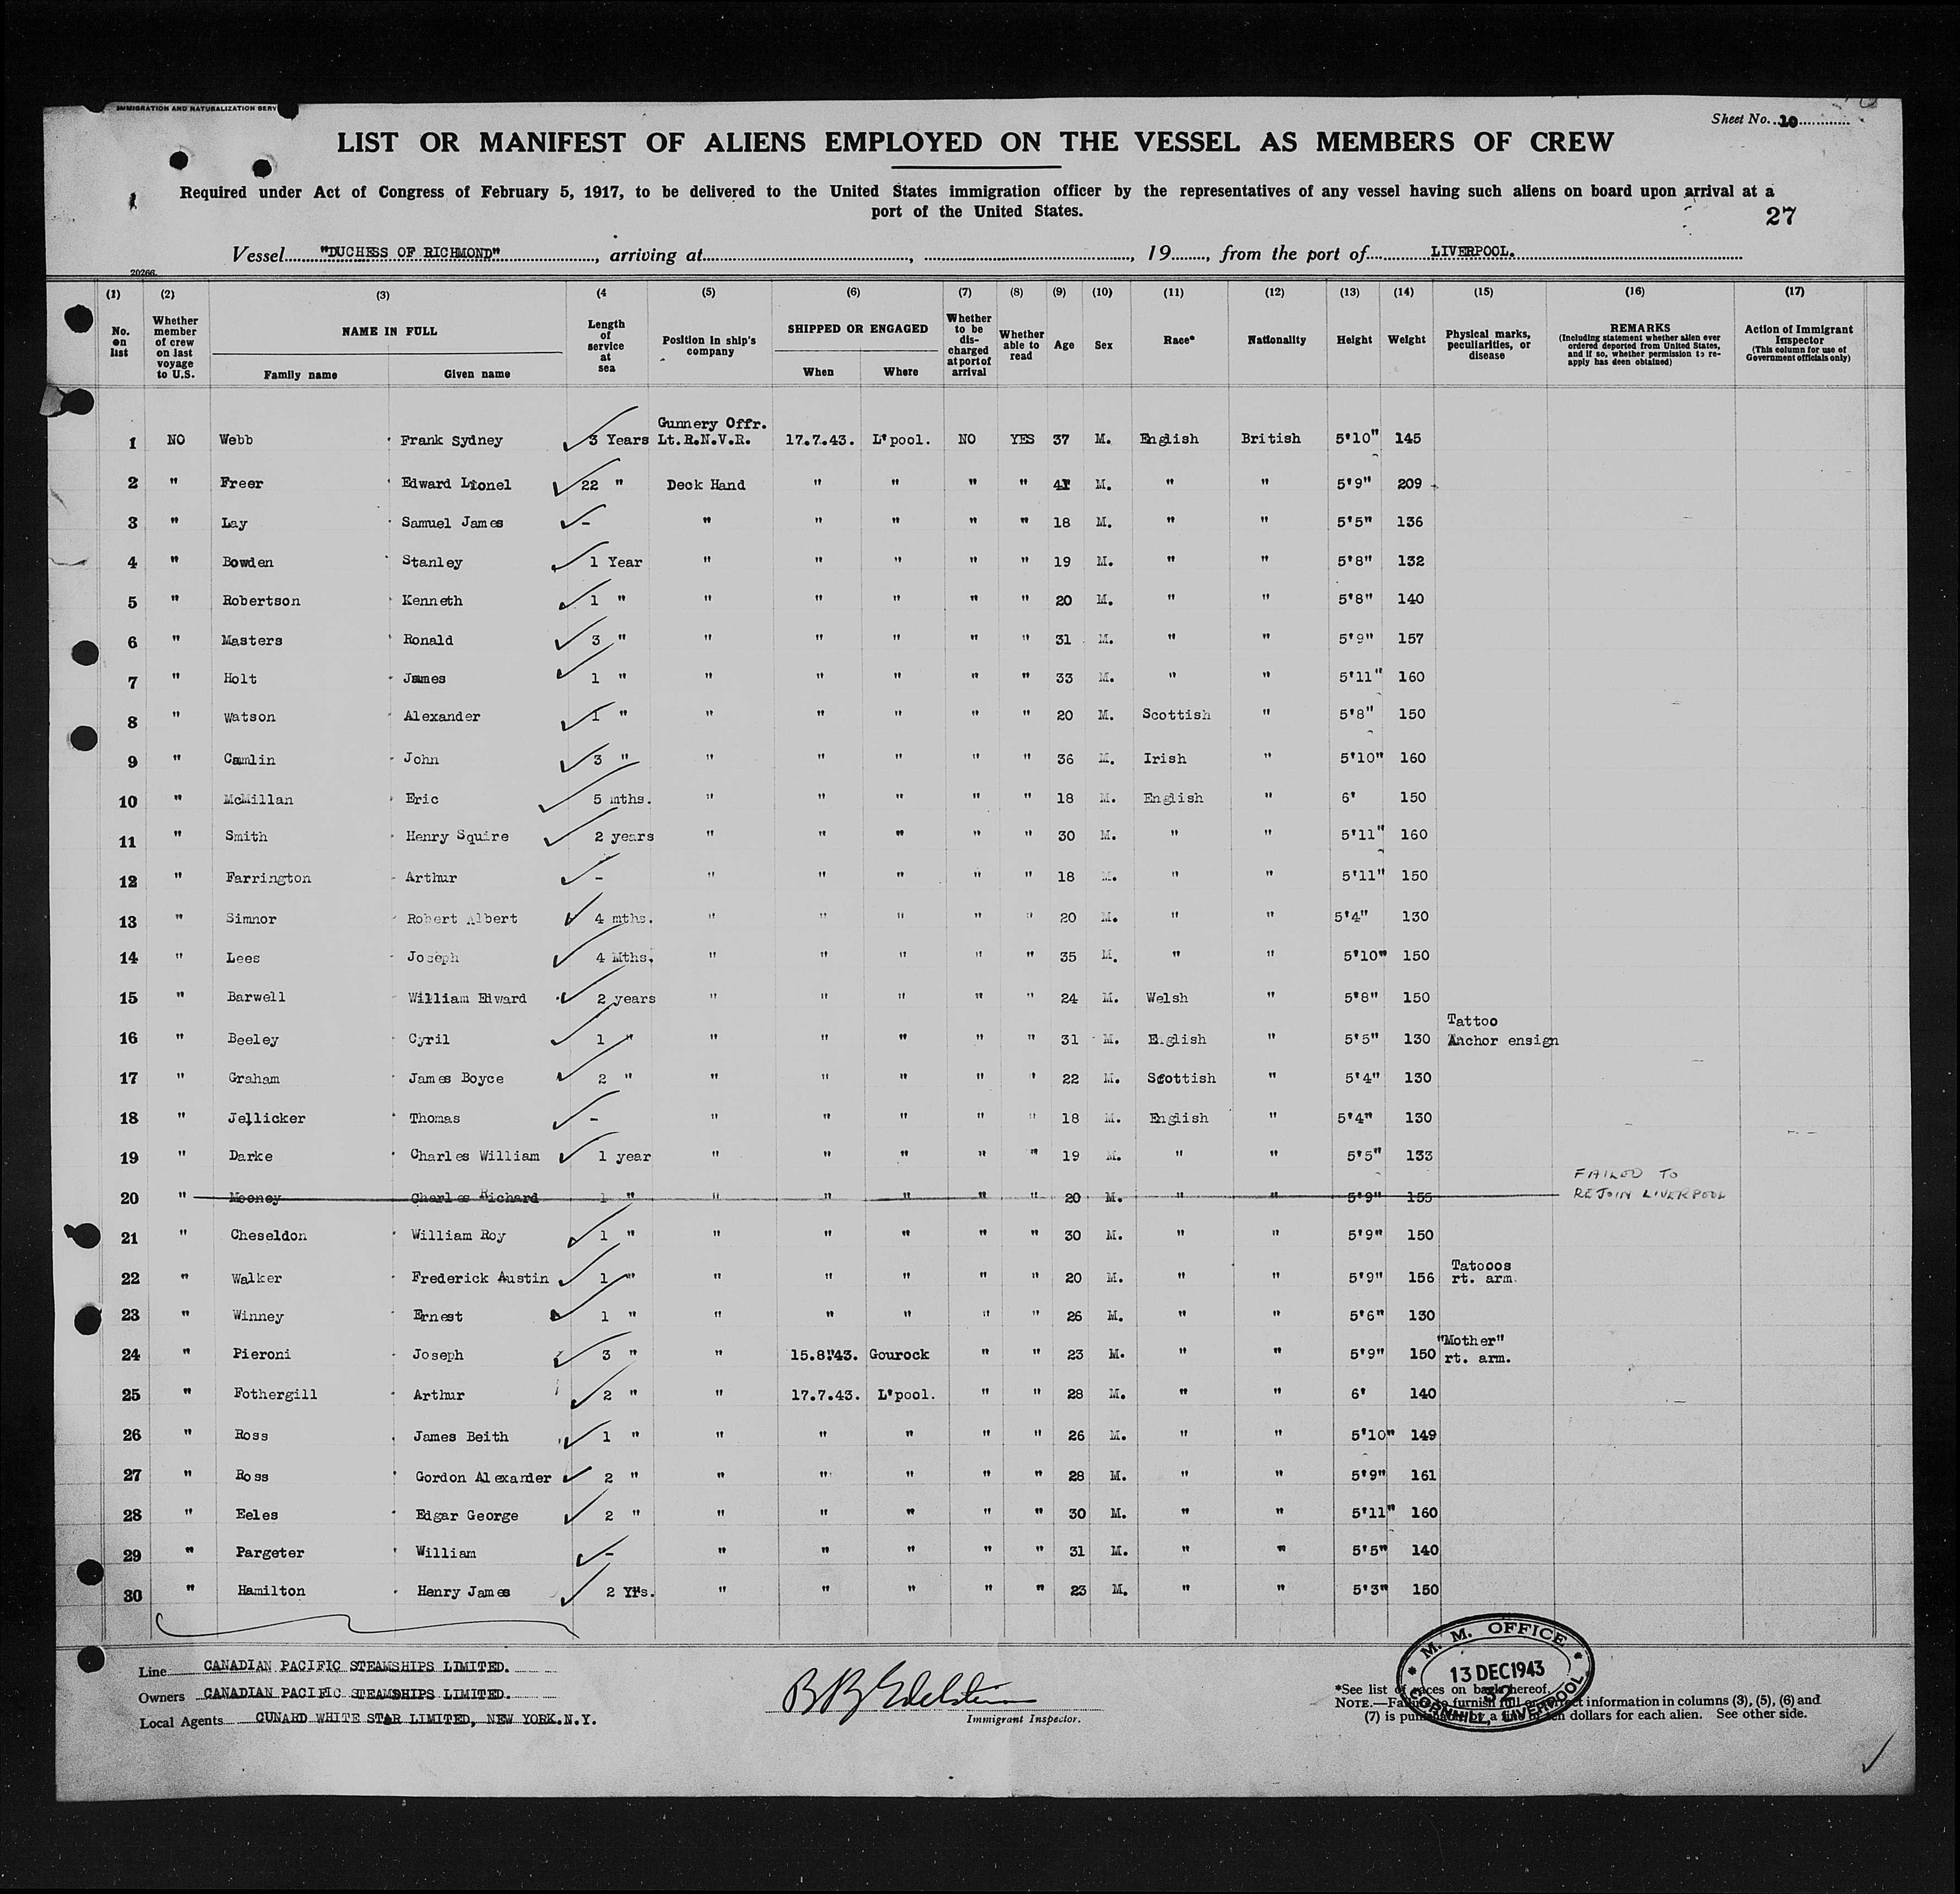 IMMIGRATION AND NATURALIZATION SERV
Sheet No. 10
LIST OR MANIFEST OF ALIENS EMPLOYED ON THE VESSEL AS MEMBERS OF CREW
Required under Act of Congress of February 5, 1917, to be delivered to the United States immigration officer by the representatives of any vessel having such aliens on board upon arrival at a
port of the United States.
27
Vessel "DUCHESS OF RICHMOND", arriving at , , 19 , from the port of LIVERPOOL.
20266
(1) (2) (3) (4 (5) (6) (7) (8) (9) (10) (11) (12) (13) (14) (15) (16) (17)
No. on list Whether member of crew on last voyage to U.S. NAME IN FULL Family name Given name Length of service at sea Position in ship's company SHIPPED OR ENGAGED When Where Whether to be discharged at port of arrival Whether able to read Age Sex Race* Nationality Height Weight Physical marks, peculiarities, or disease REMARKS (Including statement whether alien ever ordered deported from United States, and if so, whether permission to re-apply has been obtained) Action of Immigrant Inspector (This column for use of Government officials only)
Gunnery Offr.
1 NO Webb Frank Sydney 3 Years Lt.R.N.V.R. 17.7.43. L'pool. NO YES 37 M. English British 5'10" 145
2 " Freer Edward Lionel 22 " Deck Hand " " " " 41 M. " " 5'9" 209
3 " Lay Samuel James - " " " " " 18 M. " " 5'5" 136
4 " Bowden Stanley 1 Year " " " " " 19 M. " " 5'8" 132
5 " Robertson Kenneth 1 " " " " " " 20 M. " " 5'8" 140
6 " Masters Ronald 3 " " " " " " 31 M. " " 5'9" 157
7 " Holt James 1 " " " " " " 33 M. " " 5'11" 160
8 " Watson Alexander 1 " " " " " " 20 M. Scottish " 5'8" 150
9 " Camlin John 3 " " " " " " 36 M. Irish " 5'10" 160
10 " McMillan Eric 5 mths. " " " " " 18 M. English " 6' 150
11 " Smith Henry Squire 2 years " " " " " 30 M. " " 5'11" 160
12 " Farrington Arthur - " " " " " 18 M. " " 5'11" 150
13 " Simnor Robert Albert 4 mths. " " " " " 20 M. " " 5'4" 130
14 " Lees Joseph 4 Mths. " " " " " 35 M. " " 5'10" 150
15 " Barwell William Edward 2 years " " " " " 24 M. Welsh " 5'8" 150
Tattoo
16 " Beeley Cyril 1 " " " " " " 31 M. English " 5'5" 130 Anchor ensign
17 " Graham James Boyce 2 " " " " " " 22 M. Scottish " 5'4" 130
18 " Jellicker Thomas - " " " " " 18 M. English " 5'4" 130
19 " Darke Charles William 1 year " " " " " 19 M. " " 5'5" 133
FAILED TO
20 " Mooney Charles Richard 1 " " " " " " 20 M. " " 5'9" 155 REJOIN LIVERPOOL
21 " Cheseldon William Roy 1 " " " " " " 30 M. " " 5'9" 150
Tatooos
22 " Walker Frederick Austin 1 " " " " " " 20 M. " " 5'9" 156 rt. arm.
23 " Winney Ernest 1 " " " " " " 26 M. " " 5'6" 130
"Mother"
24 " Pieroni Joseph 3 " " 15.8.43. Gourock " " 23 M. " " 5'9" 150 rt. arm.
25 " Fothergill Arthur 2 " " 17.7.43. L'pool. " " 28 M. " " 6' 140
26 " Ross James Beith 1 " " " " " " 26 M. " " 5'10" 149
27 " Ross Gordon Alexander 2 " " " " " " 28 M. " " 5'9" 161
28 " Eeles Edgar George 2 " " " " " " 30 M. " " 5'11" 160
29 " Pargeter William - " " " " " 31 M. " " 5'5" 140
30 " Hamilton Henry James 2 Yrs. " " " " " 23 M. " " 5'3" 150
Line CANADIAN PACIFIC STEAMSHIPS LIMITED.
Owners CANADIAN PACIFIC STEAMSHIPS LIMITED.
Local Agents CUNARD WHITE STAR LIMITED, NEW YORK.N.Y.
B B Edelstein
Immigrant Inspector.
M. M. OFFICE
13 DEC 1943
32
CORNHILL, LIVERPOOL
*See list of races on back hereof.
NOTE.—Failure to furnish full or correct information in columns (3), (5), (6) and
(7) is punishable by a fine of ten dollars for each alien. See other side.